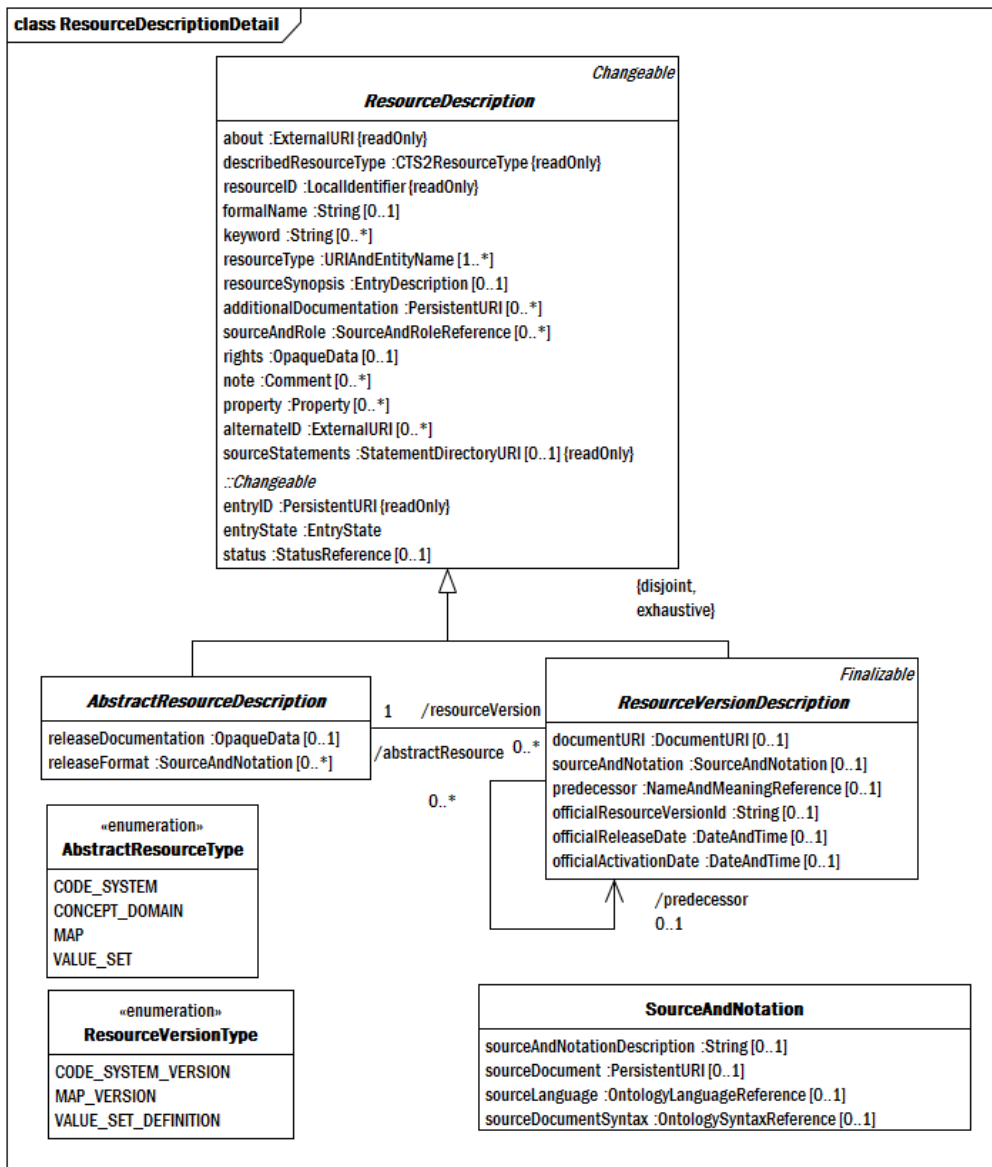 class ResourceDescriptionDetail
Changeable
ResourceDescription
about :ExternalURI {readOnly}
describedResourceType :CTS2ResourceType {readOnly}
resourceID :LocalIdentifier {readOnly}
formalName :String [0..1]
keyword :String [0..*]
resourceType :URIAndEntityName [1..*]
resourceSynopsis :EntryDescription [0..1]
additionalDocumentation :PersistentURI [0..*]
sourceAndRole :SourceAndRoleReference [0..*]
rights :OpaqueData [0..1]
note :Comment [0..*]
property :Property [0..*]
alternateID :ExternalURI [0..*]
sourceStatements :StatementDirectoryURI [0..1] {readOnly}
::Changeable
entryID :PersistentURI {readOnly}
entryState :EntryState
status :StatusReference [0..1]
{disjoint,
exhaustive}
AbstractResourceDescription
releaseDocumentation :OpaqueData [0..1]
releaseFormat :SourceAndNotation [0..*]
1 /resourceVersion
/abstractResource 0..*
Finalizable
ResourceVersionDescription
documentURI :DocumentURI [0..1]
sourceAndNotation :SourceAndNotation [0..1]
predecessor :NameAndMeaningReference [0..1]
officialResourceVersionId :String [0..1]
officialReleaseDate :DateAndTime [0..1]
officialActivationDate :DateAndTime [0..1]
0..*
/predecessor
0..1
«enumeration»
AbstractResourceType
CODE_SYSTEM
CONCEPT_DOMAIN
MAP
VALUE_SET
«enumeration»
ResourceVersionType
CODE_SYSTEM_VERSION
MAP_VERSION
VALUE_SET_DEFINITION
SourceAndNotation
sourceAndNotationDescription :String [0..1]
sourceDocument :PersistentURI [0..1]
sourceLanguage :OntologyLanguageReference [0..1]
sourceDocumentSyntax :OntologySyntaxReference [0..1]